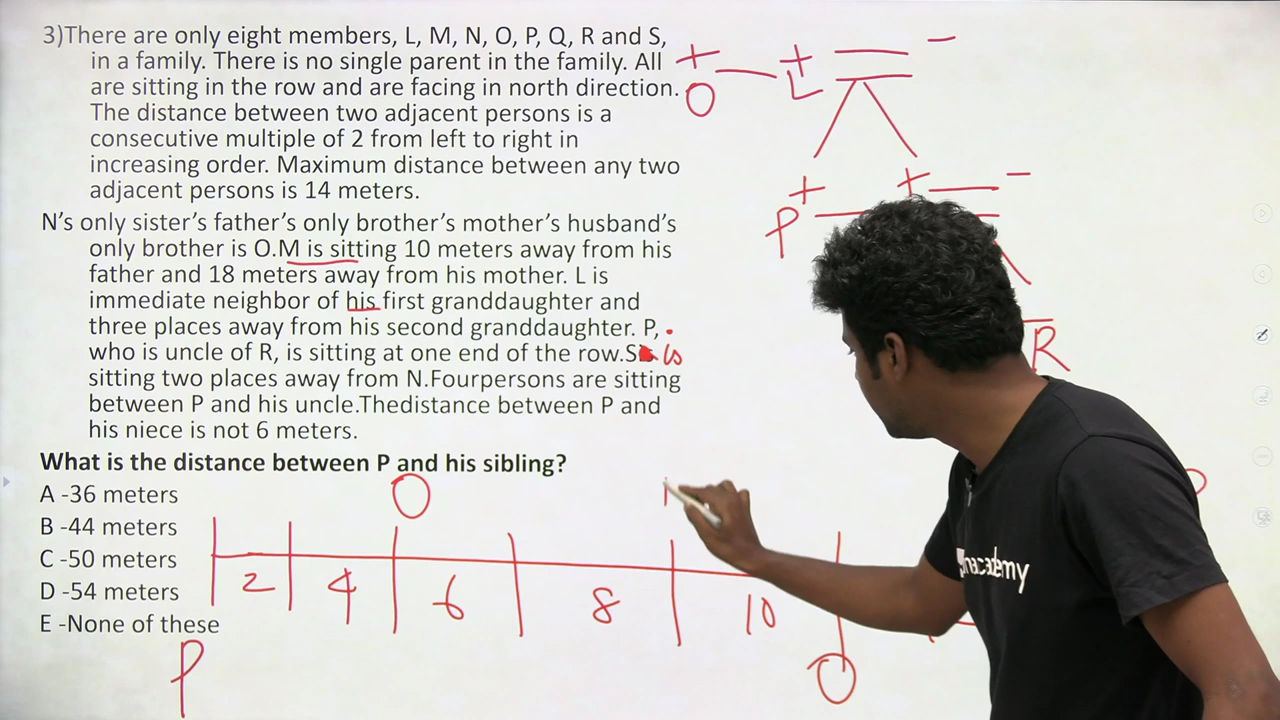 3)There are only eight members, L, M, N, O, P, Q, R and S,
in a family. There is no single parent in the family. All
are sitting in the row and are facing in north direction.
The distance between two adjacent persons is a
consecutive multiple of 2 from left to right in
increasing order. Maximum distance between any two
adjacent persons is 14 meters.
N's only sister's father's only brother's mother's husband's
only brother is O.M is sitting 10 meters away from his
father and 18 meters away from his mother. L is
immediate neighbor of his first granddaughter and
three places away from his second granddaughter. P,
who is uncle of R, is sitting at one end of the row.S is
sitting two places away from N.Fourpersons are sitting
between P and his uncle.Thedistance between P and
his niece is not 6 meters.
What is the distance between P and his sibling?
A -36 meters
B -44 meters
C -50 meters
D -54 meters
E -None of these
+ + −
O L
+ + −
P
R
O
2 4 6 8 10
P O
unacademy